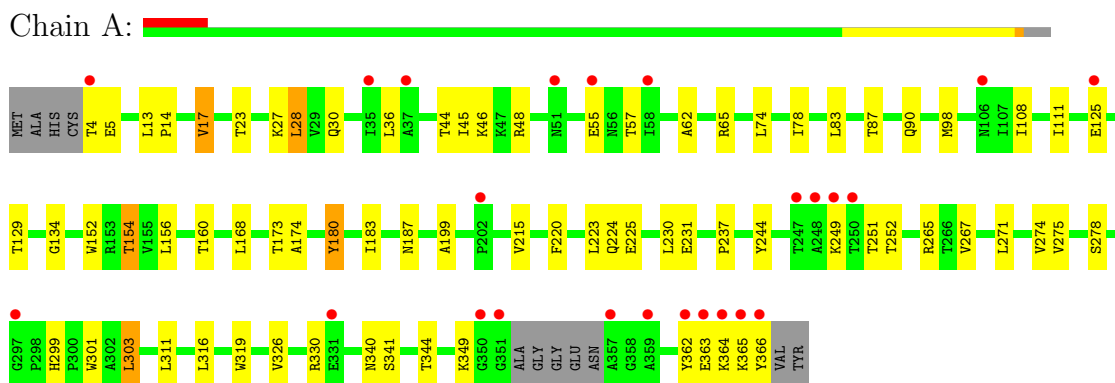 Chain A:
MET ALA HIS CYS T4 E5 L13 P14 V17 T23 K27 L28 V29 Q30 I35 L36 A37 T44 I45 K46 K47 R48 N51 E55 N56 T57 I58 A62 R65 L74 I78 L83 T87 Q90 M98 N106 I107 I108 I111 E125
T129 G134 W152 R153 T154 V155 L156 T160 L168 T173 A174 Y180 I183 N187 A199 P202 V215 F220 L223 Q224 E225 L230 E231 P237 Y244 T247 A248 K249 T250 T251 T252 R265 T266 V267 L271 V274 V275 S278
G297 P298 H299 P300 W301 A302 L303 L311 L316 W319 V326 R330 E331 N340 S341 T344 K349 G350 G351 ALA GLY GLY GLU ASN A357 G358 A359 Y362 E363 K364 K365 Y366 VAL TYR